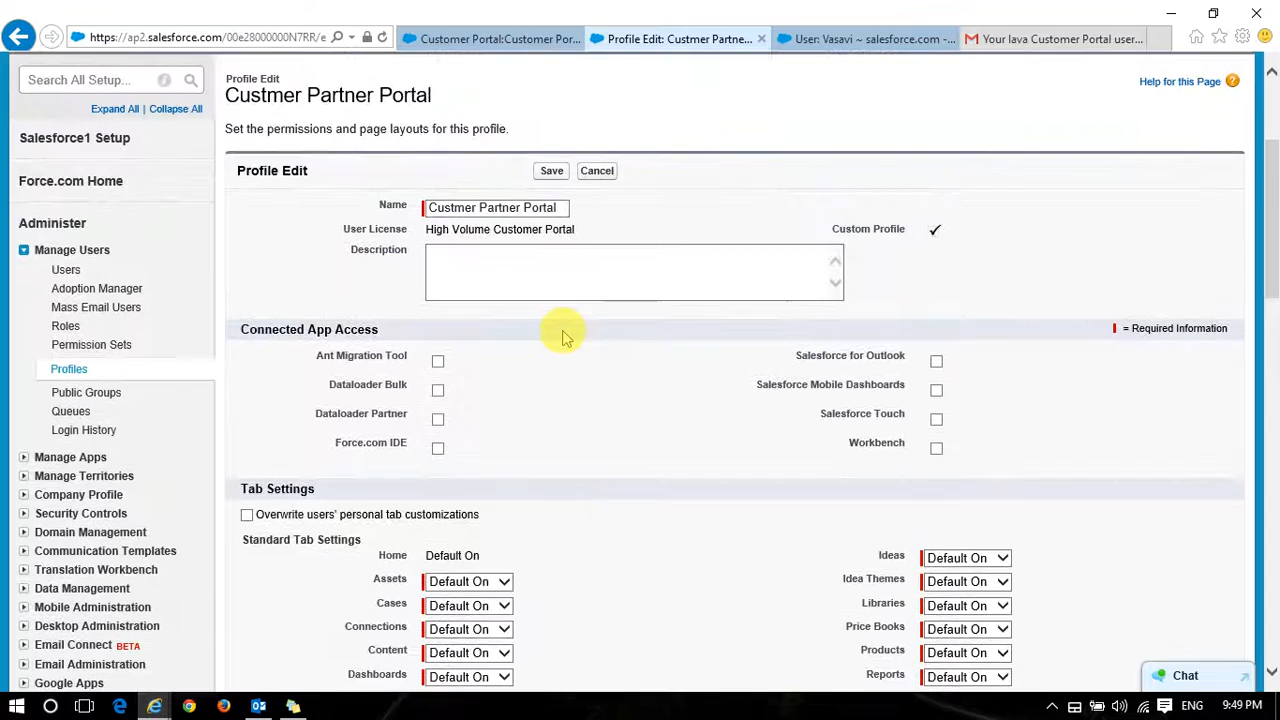 https://ap2.salesforce.com/00e28000000N7RR/e
Customer Portal:Customer Por...
Profile Edit: Custmer Partne...
User: Vasavi ~ salesforce.com -...
Your lava Customer Portal user...
Search All Setup...
Expand All | Collapse All
Salesforce1 Setup
Force.com Home
Administer
Manage Users
Users
Adoption Manager
Mass Email Users
Roles
Permission Sets
Profiles
Public Groups
Queues
Login History
Manage Apps
Manage Territories
Company Profile
Security Controls
Domain Management
Communication Templates
Translation Workbench
Data Management
Mobile Administration
Desktop Administration
Email Connect BETA
Email Administration
Google Apps
Profile Edit
Custmer Partner Portal
Help for this Page
Set the permissions and page layouts for this profile.
Profile Edit Save Cancel
Name Custmer Partner Portal
User License High Volume Customer Portal Custom Profile
Description
Connected App Access = Required Information
Ant Migration Tool Salesforce for Outlook
Dataloader Bulk Salesforce Mobile Dashboards
Dataloader Partner Salesforce Touch
Force.com IDE Workbench
Tab Settings
Overwrite users' personal tab customizations
Standard Tab Settings
Home Default On Ideas Default On
Assets Default On Idea Themes Default On
Cases Default On Libraries Default On
Connections Default On Price Books Default On
Content Default On Products Default On
Dashboards Default On Reports Default On
Chat
ENG 9:49 PM